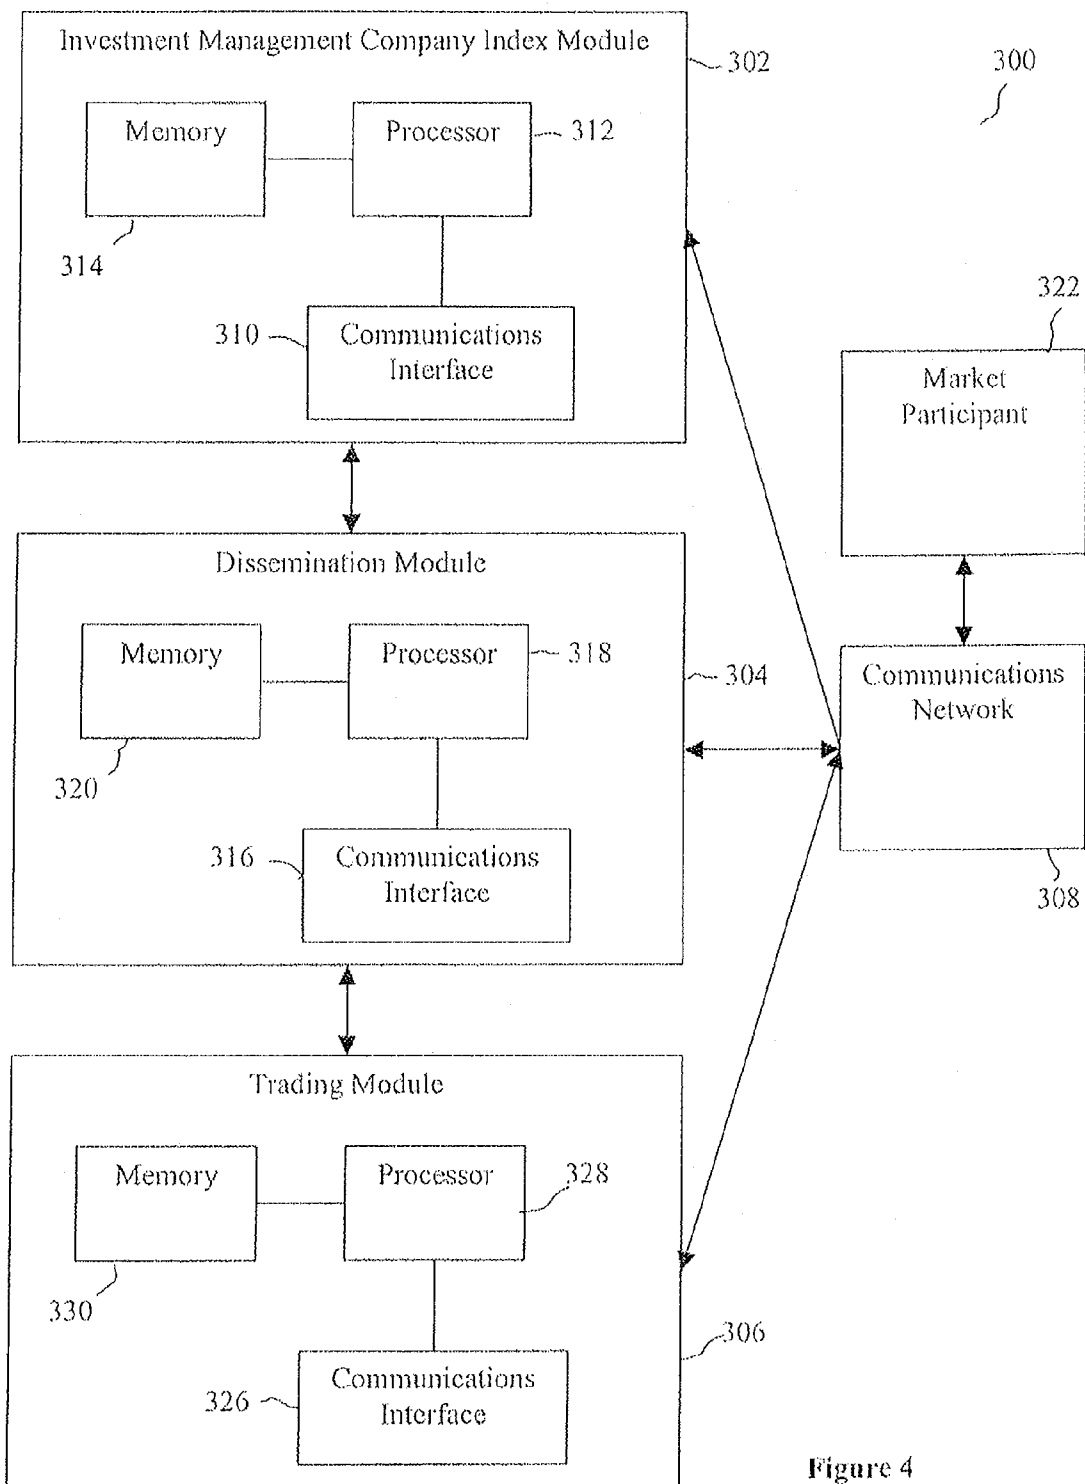 Investment Management Company Index Module
302
300
Memory
Processor
312
314
310
Communications
Interface
322
Market
Participant
Dissemination Module
Memory
Processor
318
304
320
316
Communications
Interface
Communications
Network
308
Trading Module
Memory
Processor
328
330
306
326
Communications
Interface
Figure 4